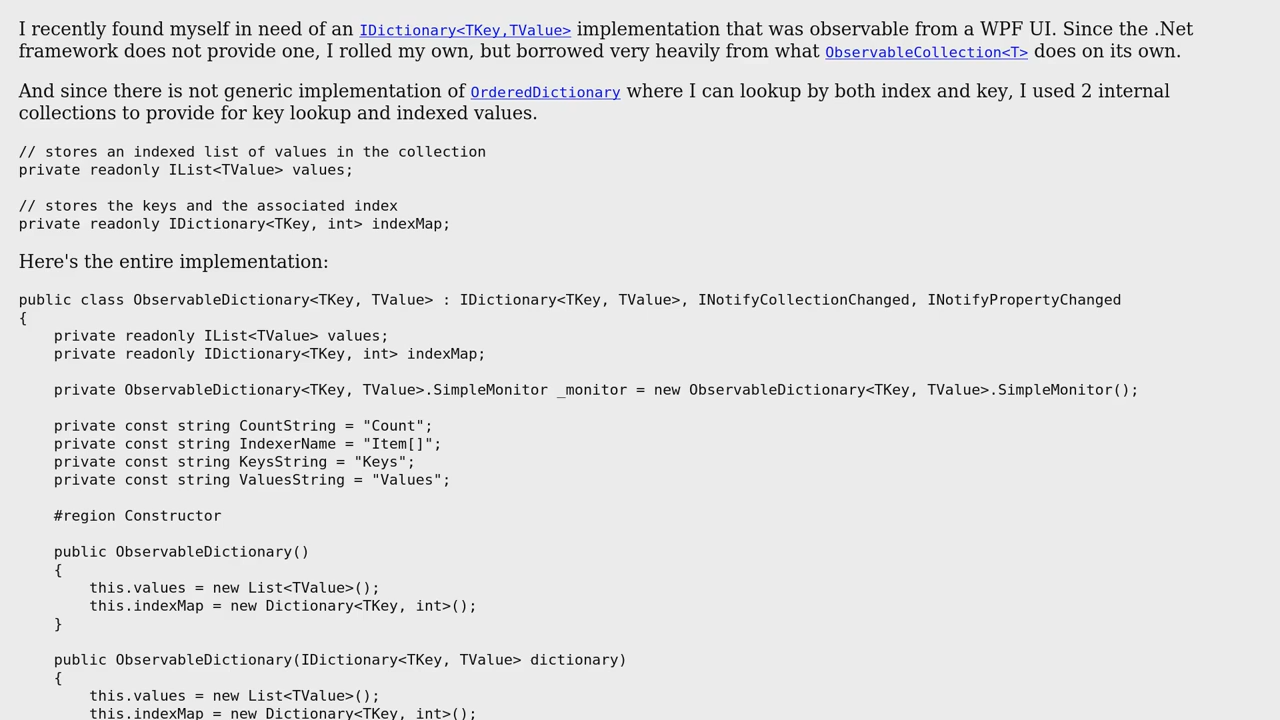 I recently found myself in need of an IDictionary<TKey,TValue> implementation that was observable from a WPF UI. Since the .Net
framework does not provide one, I rolled my own, but borrowed very heavily from what ObservableCollection<T> does on its own.
And since there is not generic implementation of OrderedDictionary where I can lookup by both index and key, I used 2 internal
collections to provide for key lookup and indexed values.
// stores an indexed list of values in the collection
private readonly IList<TValue> values;
// stores the keys and the associated index
private readonly IDictionary<TKey, int> indexMap;
Here's the entire implementation:
public class ObservableDictionary<TKey, TValue> : IDictionary<TKey, TValue>, INotifyCollectionChanged, INotifyPropertyChanged
{
    private readonly IList<TValue> values;
    private readonly IDictionary<TKey, int> indexMap;
    private ObservableDictionary<TKey, TValue>.SimpleMonitor _monitor = new ObservableDictionary<TKey, TValue>.SimpleMonitor();
    private const string CountString = "Count";
    private const string IndexerName = "Item[]";
    private const string KeysString = "Keys";
    private const string ValuesString = "Values";
    #region Constructor
    public ObservableDictionary()
    {
        this.values = new List<TValue>();
        this.indexMap = new Dictionary<TKey, int>();
    }
    public ObservableDictionary(IDictionary<TKey, TValue> dictionary)
    {
        this.values = new List<TValue>();
        this.indexMap = new Dictionary<TKey, int>();